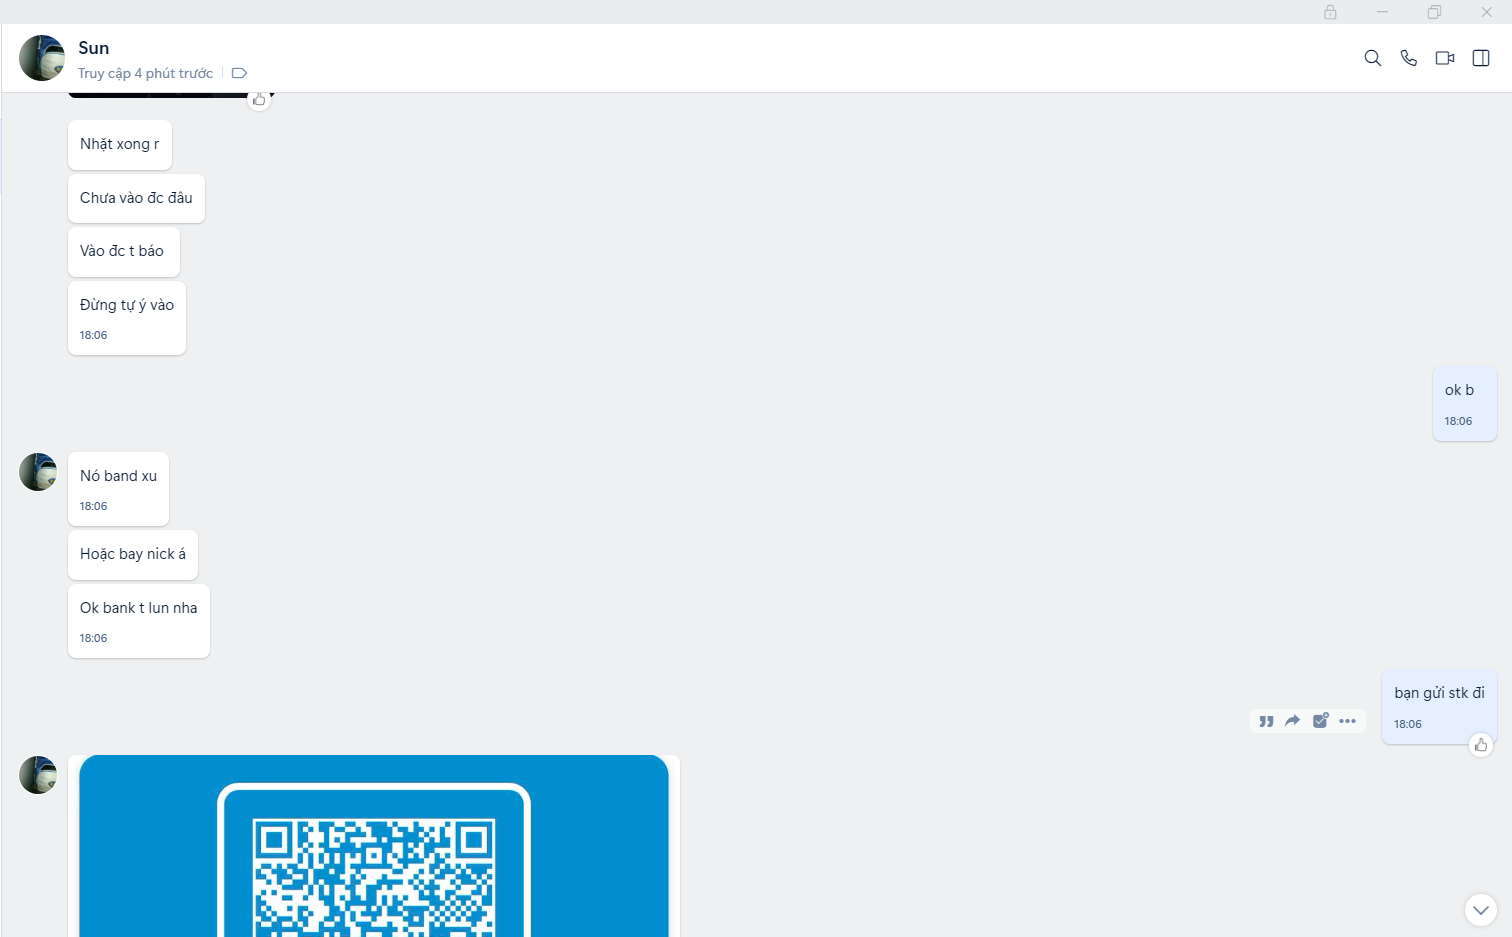 Sun
Truy cập 4 phút trước
Nhặt xong r
Chưa vào đc đâu
Vào đc t báo
Đừng tự ý vào
18:06
ok b
18:06
Nó band xu
18:06
Hoặc bay nick á
Ok bank t lun nha
18:06
bạn gửi stk đi
18:06